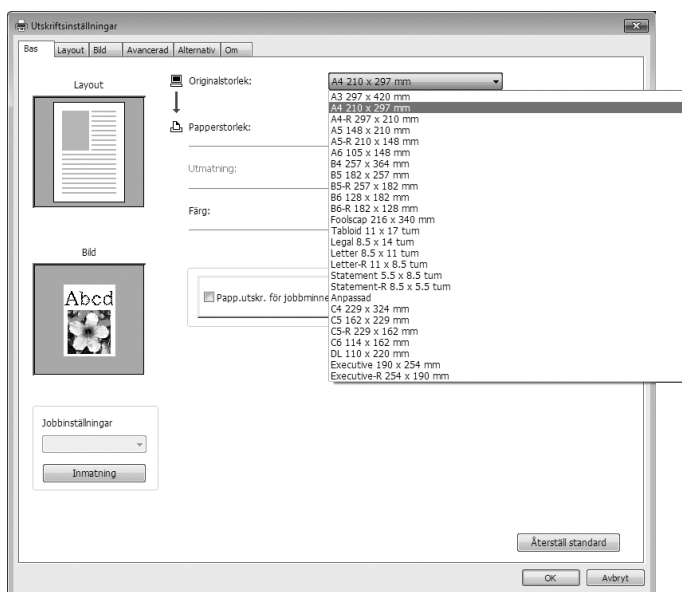 Utskriftsinställningar
Bas Layout Bild Avancerad Alternativ Om
Layout
Originalstorlek:
A4 210 x 297 mm
Papperstorlek:
Utmatning:
Färg:
A3 297 x 420 mm
A4 210 x 297 mm
A4-R 297 x 210 mm
A5 148 x 210 mm
A5-R 210 x 148 mm
A6 105 x 148 mm
B4 257 x 364 mm
B5 182 x 257 mm
B5-R 257 x 182 mm
B6 128 x 182 mm
B6-R 182 x 128 mm
Foolscap 216 x 340 mm
Tabloid 11 x 17 tum
Legal 8.5 x 14 tum
Letter 8.5 x 11 tum
Letter-R 11 x 8.5 tum
Statement 5.5 x 8.5 tum
Statement-R 8.5 x 5.5 tum
Anpassad
C4 229 x 324 mm
C5 162 x 229 mm
C5-R 229 x 162 mm
C6 114 x 162 mm
DL 110 x 220 mm
Executive 190 x 254 mm
Executive-R 254 x 190 mm
Bild
Abcd
Papp.utskr. för jobbminne
Jobbinställningar
Inmatning
Återställ standard
OK Avbryt